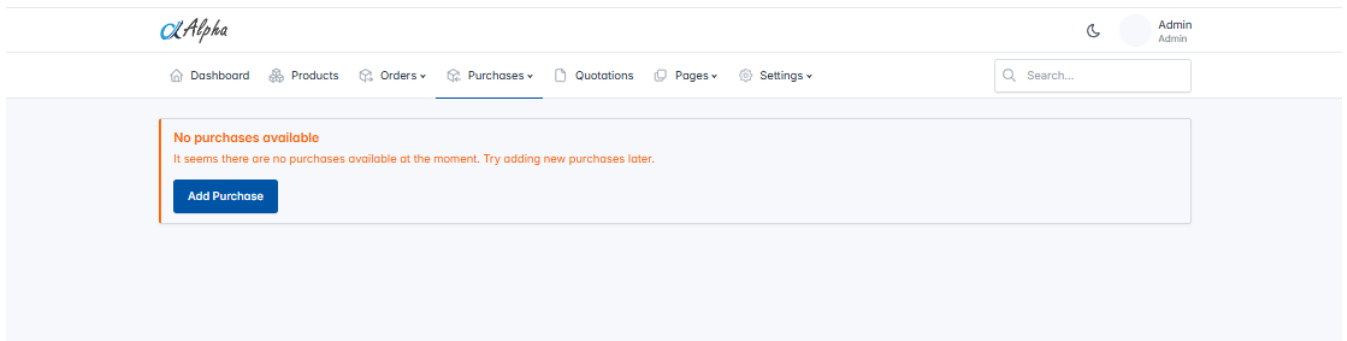 Alpha
Admin
Admin
Dashboard Products Orders Purchases Quotations Pages Settings Search...
No purchases available
It seems there are no purchases available at the moment. Try adding new purchases later.
Add Purchase